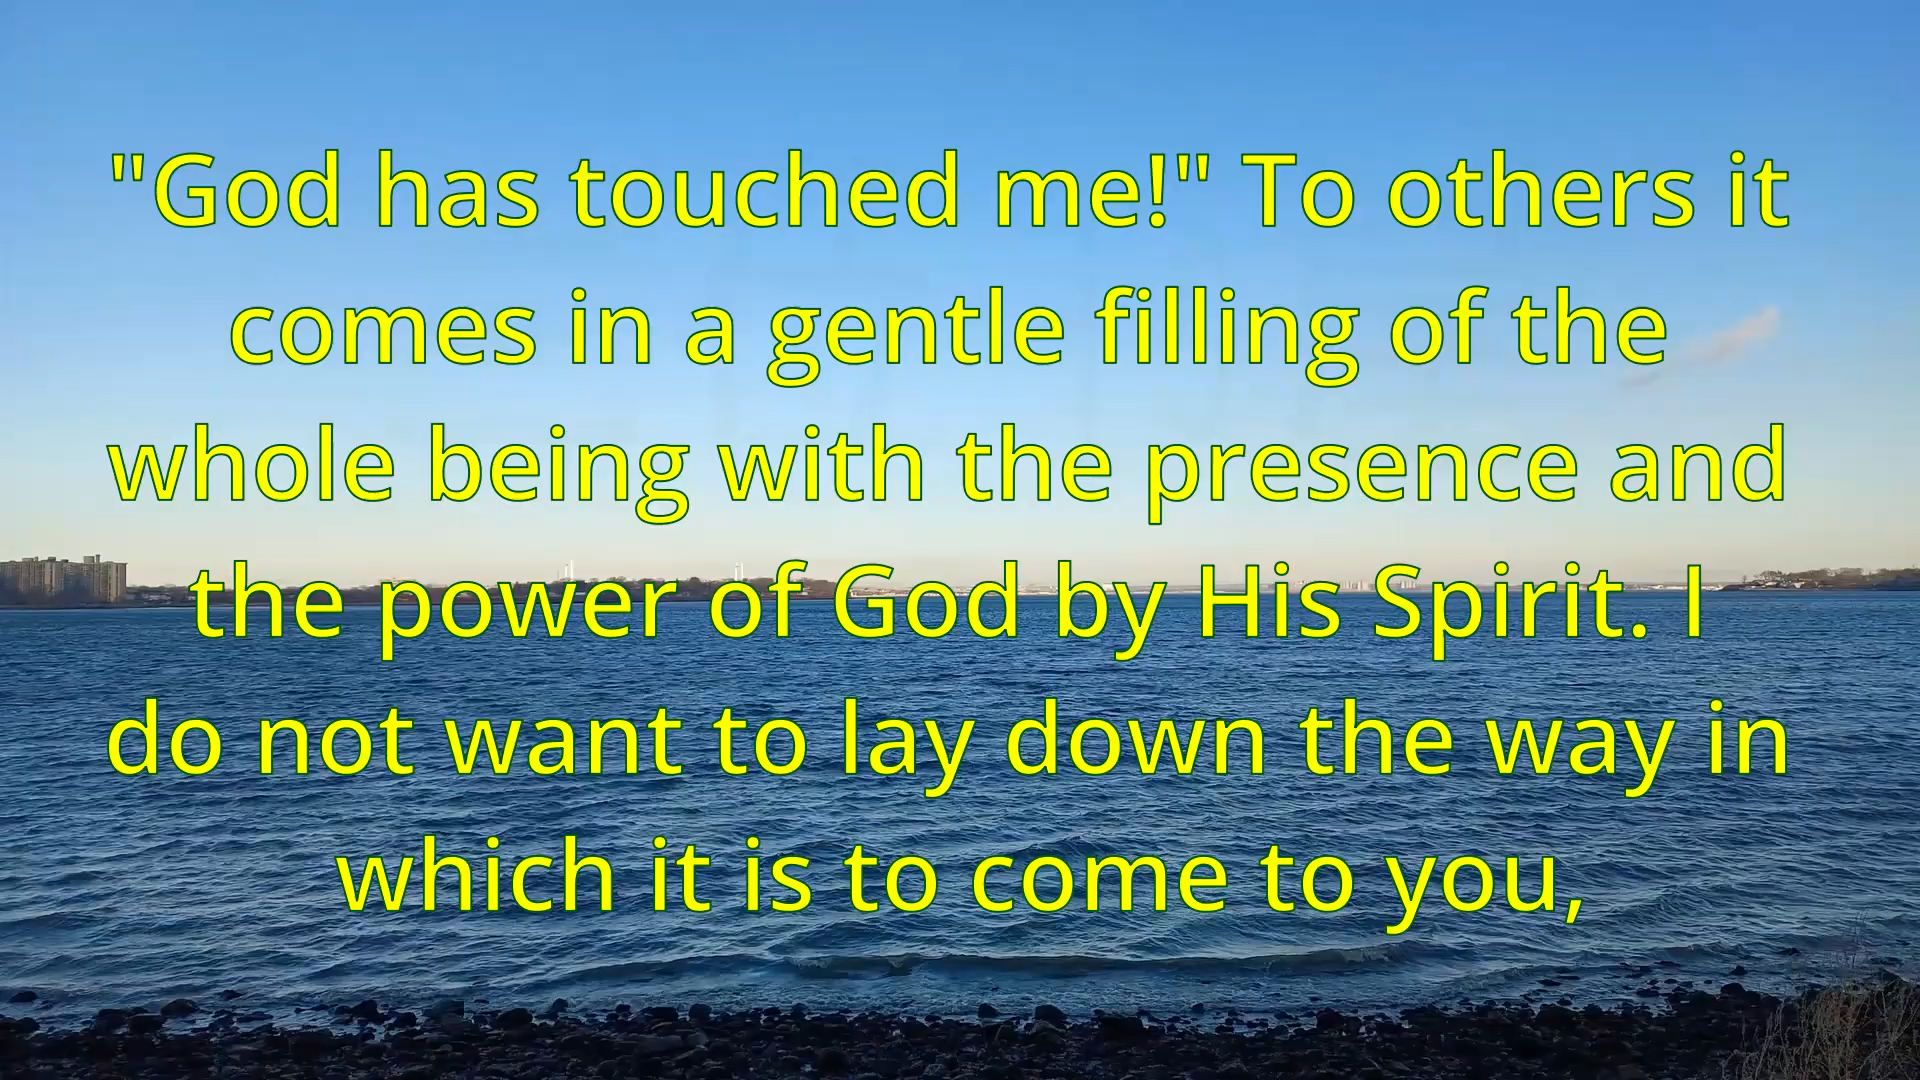 "God has touched me!" To others it
comes in a gentle filling of the
whole being with the presence and
the power of God by His Spirit. I
do not want to lay down the way in
which it is to come to you,